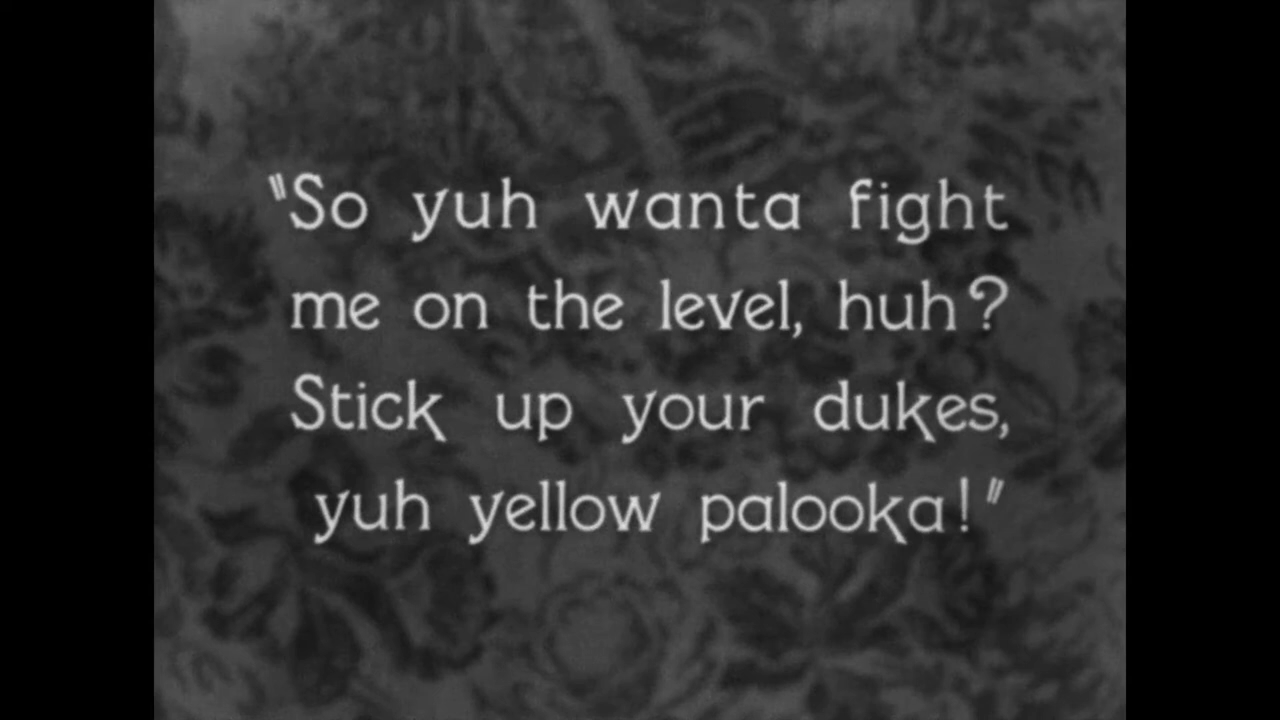 "So yuh wanta fight
me on the level, huh?
Stick up your dukes,
yuh yellow palooka!"